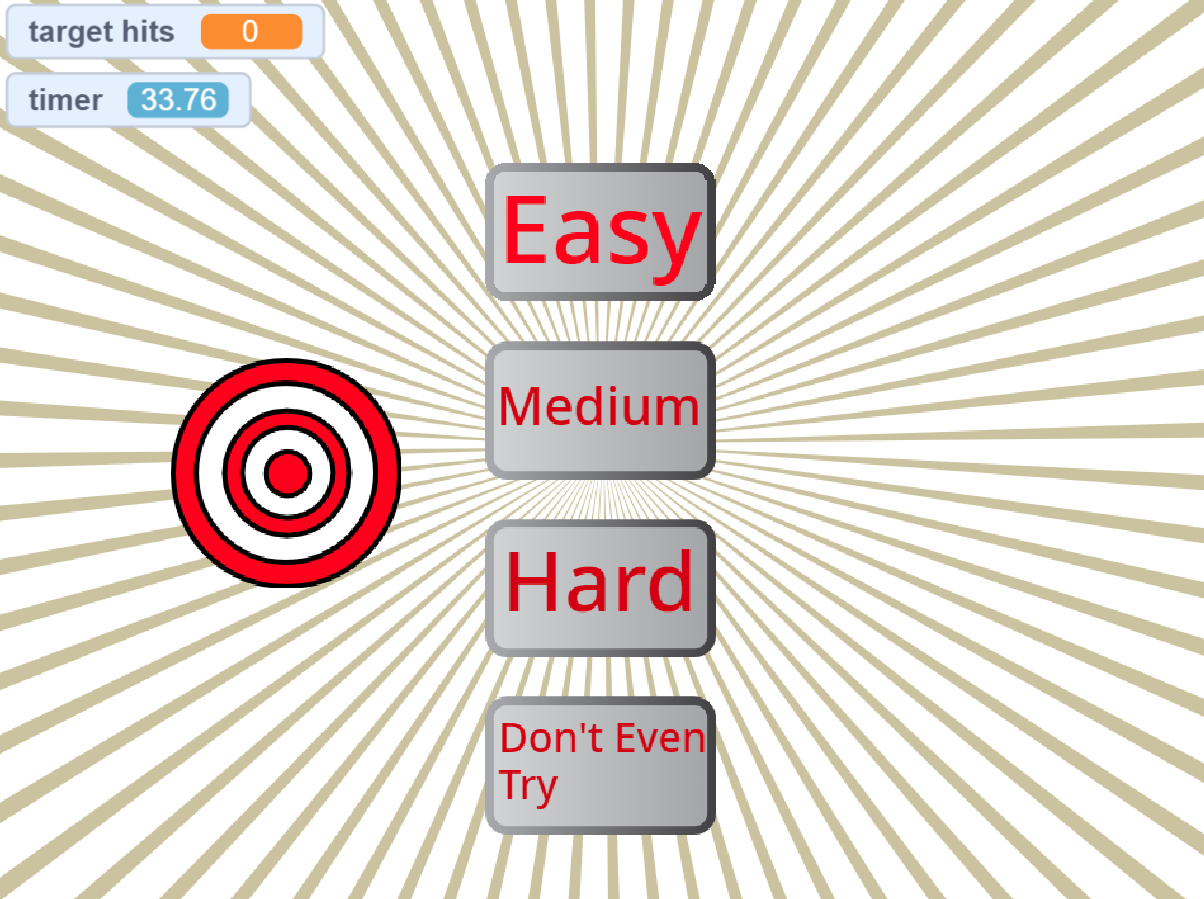 target hits 0
timer 33.76
Easy
Medium
Hard
Don't Even
Try